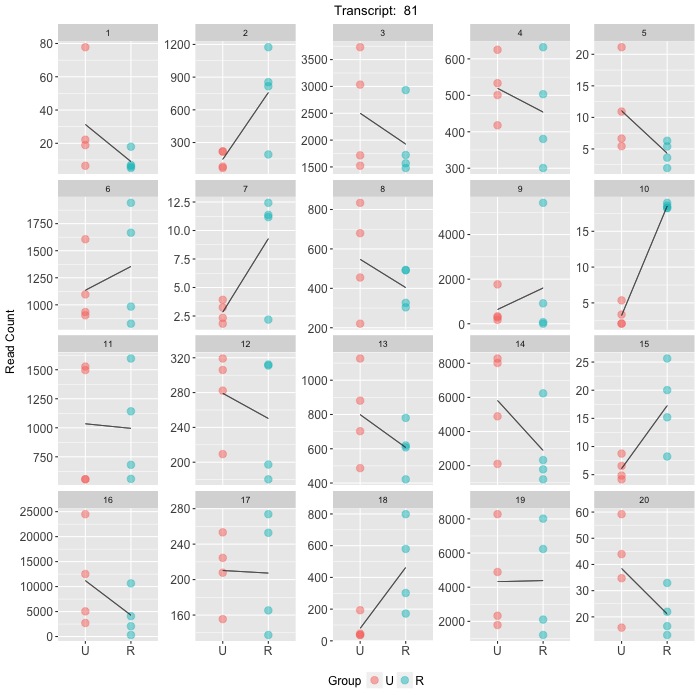 Transcript: 81
1 2 3 4 5
80 60 40 20
1200 900 600 300
3500 3000 2500 2000 1500
600 500 400 300
20 15 10 5
6 7 8 9 10
1750 1500 1250 1000
12.5 10.0 7.5 5.0 2.5
800 600 400 200
4000 2000 0
15 10 5
Read Count
11 12 13 14 15
1500 1250 1000 750
320 280 240 200
1000 800 600 400
8000 6000 4000 2000
25 20 15 10 5
16 17 18 19 20
25000 20000 15000 10000 5000 0
280 240 200 160
800 600 400 200 0
8000 6000 4000 2000
60 50 40 30 20
U R U R U R U R U R
Group U R